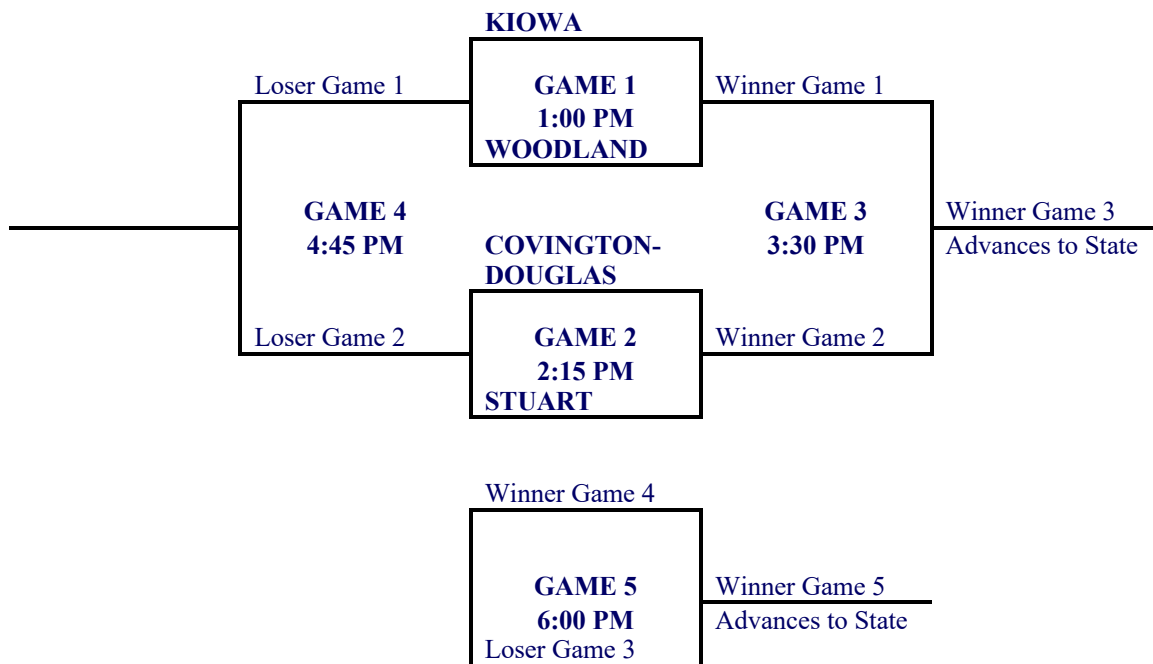 KIOWA
Loser Game 1
GAME 1
Winner Game 1
1:00 PM
WOODLAND
GAME 4
GAME 3
Winner Game 3
4:45 PM
COVINGTON-
3:30 PM
Advances to State
DOUGLAS
Loser Game 2
GAME 2
Winner Game 2
2:15 PM
STUART
Winner Game 4
GAME 5
Winner Game 5
6:00 PM
Advances to State
Loser Game 3